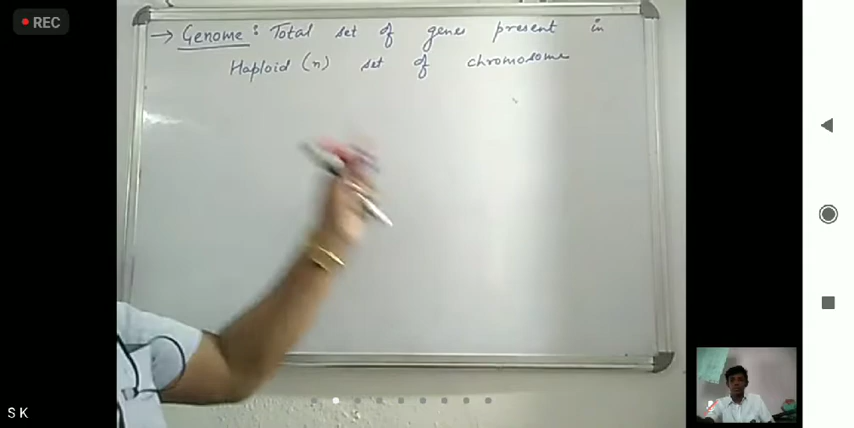 REC
→ Genome : Total set of genes present in
Haploid (n) set of chromosome
S K